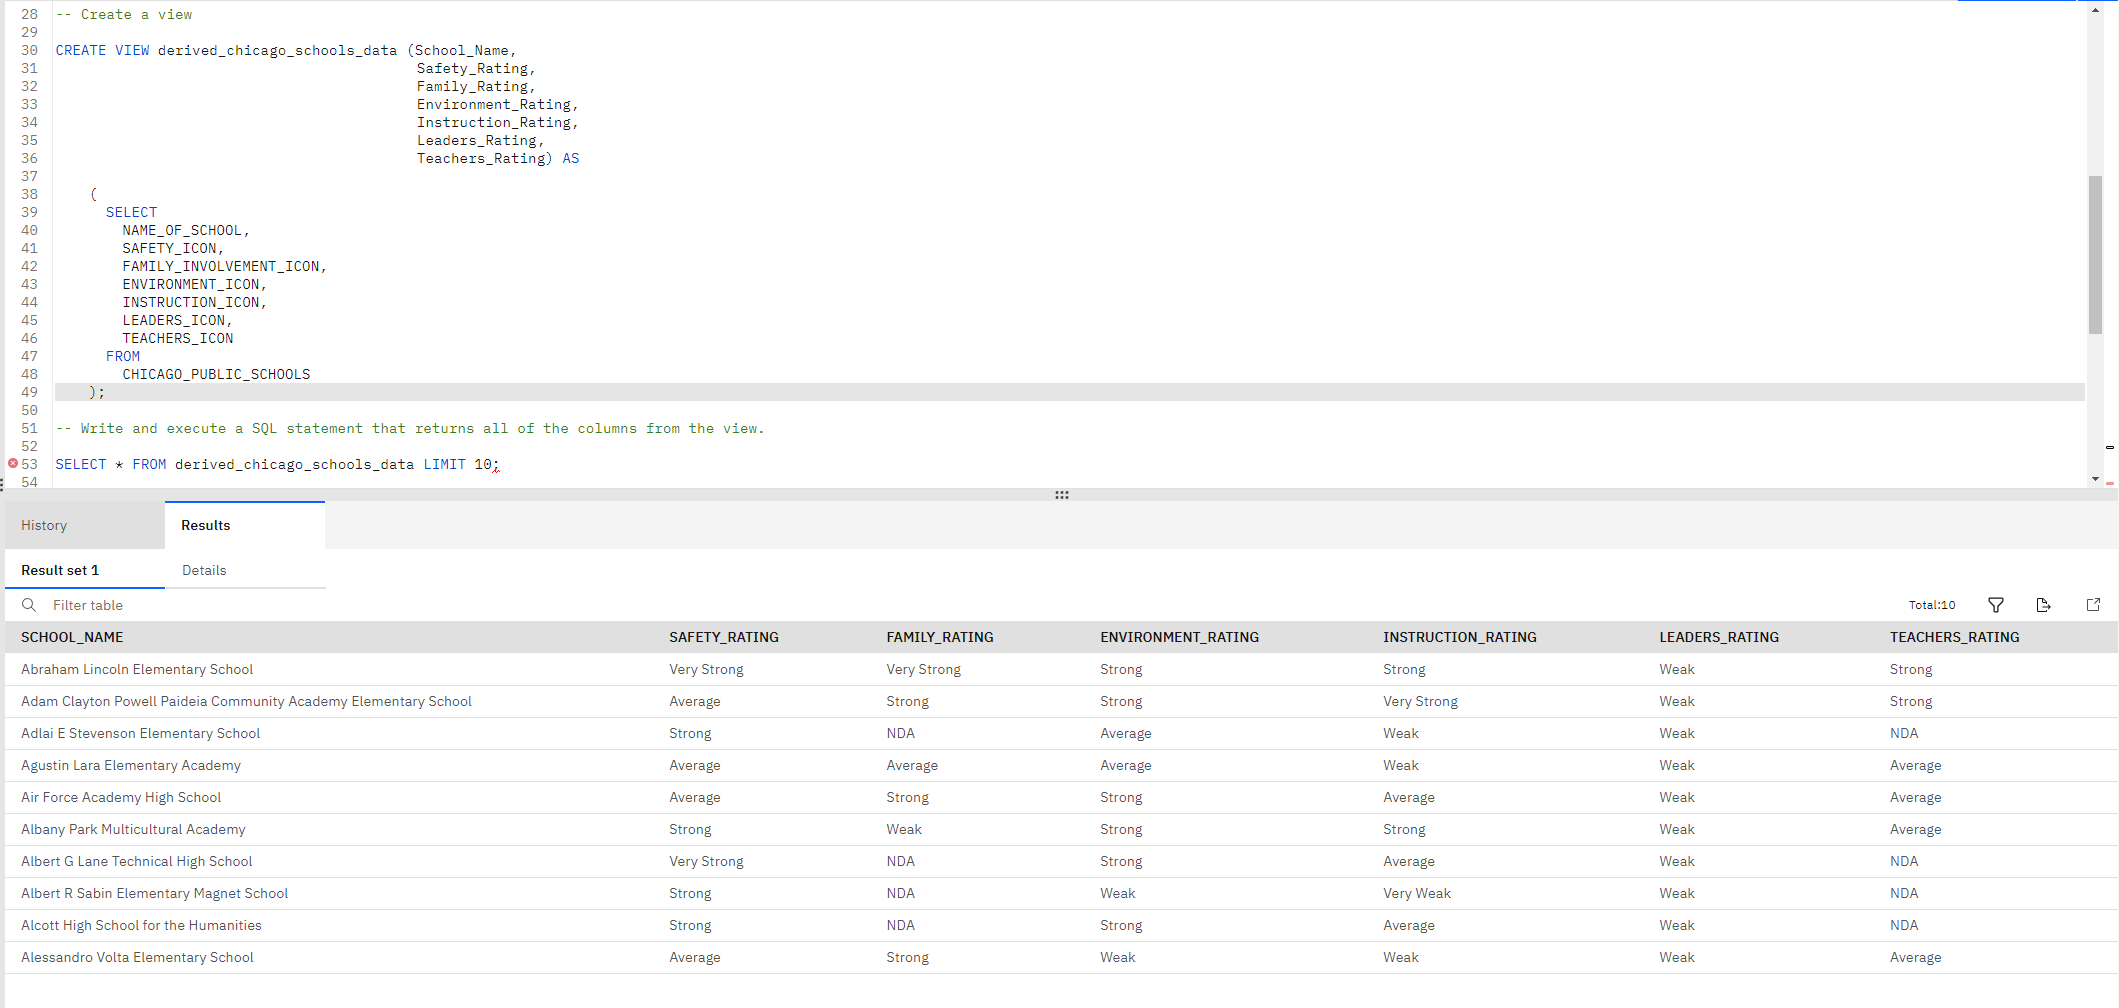 28 -- Create a view
29
30 CREATE VIEW derived_chicago_schools_data (School_Name,
31 Safety_Rating,
32 Family_Rating,
33 Environment_Rating,
34 Instruction_Rating,
35 Leaders_Rating,
36 Teachers_Rating) AS
37
38 (
39 SELECT
40 NAME_OF_SCHOOL,
41 SAFETY_ICON,
42 FAMILY_INVOLVEMENT_ICON,
43 ENVIRONMENT_ICON,
44 INSTRUCTION_ICON,
45 LEADERS_ICON,
46 TEACHERS_ICON
47 FROM
48 CHICAGO_PUBLIC_SCHOOLS
49 );
50
51 -- Write and execute a SQL statement that returns all of the columns from the view.
52
53 SELECT * FROM derived_chicago_schools_data LIMIT 10;
54
History Results
Result set 1 Details
Filter table Total:10
SCHOOL_NAME SAFETY_RATING FAMILY_RATING ENVIRONMENT_RATING INSTRUCTION_RATING LEADERS_RATING TEACHERS_RATING
Abraham Lincoln Elementary School Very Strong Very Strong Strong Strong Weak Strong
Adam Clayton Powell Paideia Community Academy Elementary School Average Strong Strong Very Strong Weak Strong
Adlai E Stevenson Elementary School Strong NDA Average Weak Weak NDA
Agustin Lara Elementary Academy Average Average Average Weak Weak Average
Air Force Academy High School Average Strong Strong Average Weak Average
Albany Park Multicultural Academy Strong Weak Strong Strong Weak Average
Albert G Lane Technical High School Very Strong NDA Strong Average Weak NDA
Albert R Sabin Elementary Magnet School Strong NDA Weak Very Weak Weak NDA
Alcott High School for the Humanities Strong NDA Strong Average Weak NDA
Alessandro Volta Elementary School Average Strong Weak Weak Weak Average